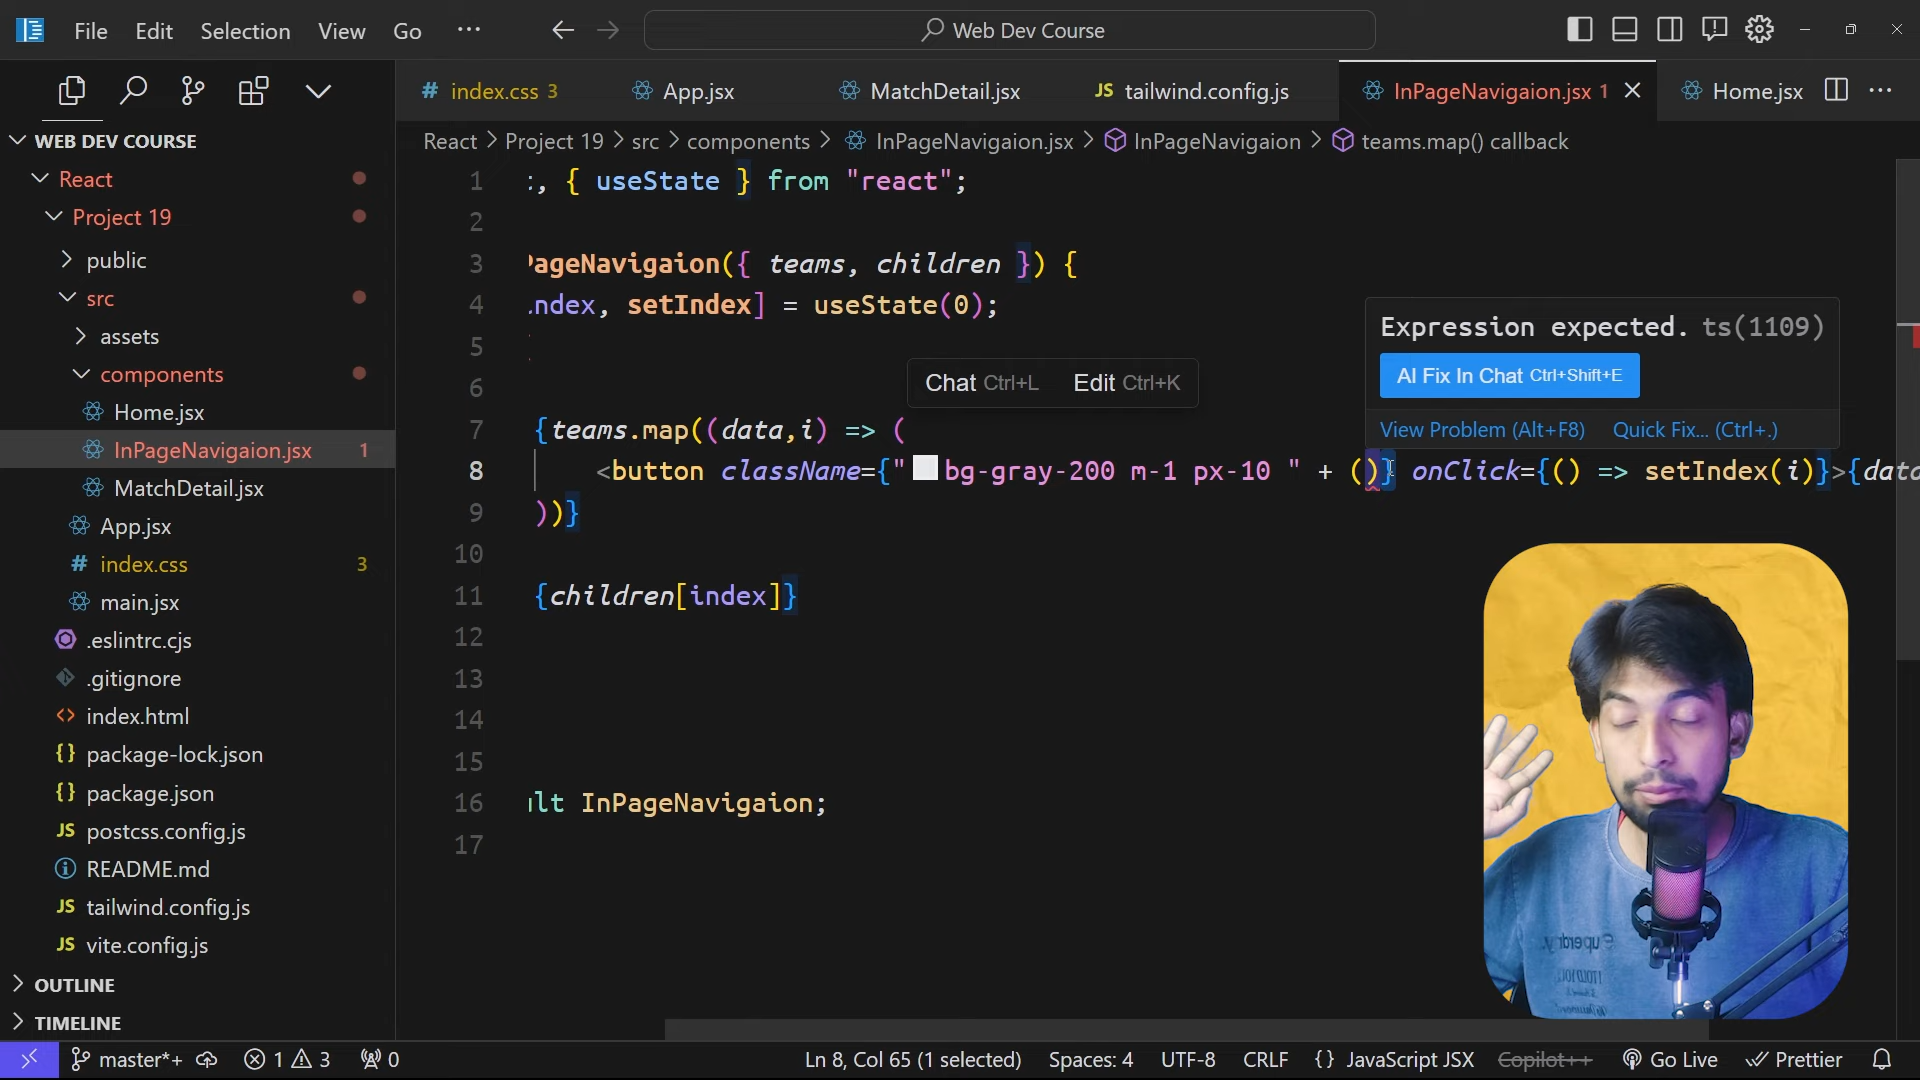 File Edit Selection View Go ··· Web Dev Course
index.css 3 App.jsx MatchDetail.jsx JS tailwind.config.js InPageNavigaion.jsx 1 Home.jsx ···
WEB DEV COURSE
React > Project 19 > src > components > InPageNavigaion.jsx > InPageNavigaion > teams.map() callback
React
Project 19
public
src
assets
components
Home.jsx
InPageNavigaion.jsx 1
MatchDetail.jsx
App.jsx
# index.css 3
main.jsx
.eslintrc.cjs
.gitignore
<> index.html
{} package-lock.json
{} package.json
JS postcss.config.js
README.md
JS tailwind.config.js
JS vite.config.js
OUTLINE
TIMELINE
1 :, { useState } from "react";
2
3 PageNavigaion({ teams, children }) {
4 ndex, setIndex] = useState(0);
5
6
7 {teams.map((data,i) => (
8 <button className={"bg-gray-200 m-1 px-10 " + ()} onClick={() => setIndex(i)}>{data
9 ))}
10
11 {children[index]}
12
13
14
15
16 lt InPageNavigaion;
17
Chat Ctrl+L Edit Ctrl+K
Expression expected. ts(1109)
AI Fix In Chat Ctrl+Shift+E
View Problem (Alt+F8) Quick Fix... (Ctrl+.)
master*+ 1 3 0 Ln 8, Col 65 (1 selected) Spaces: 4 UTF-8 CRLF {} JavaScript JSX Copilot++ Go Live Prettier